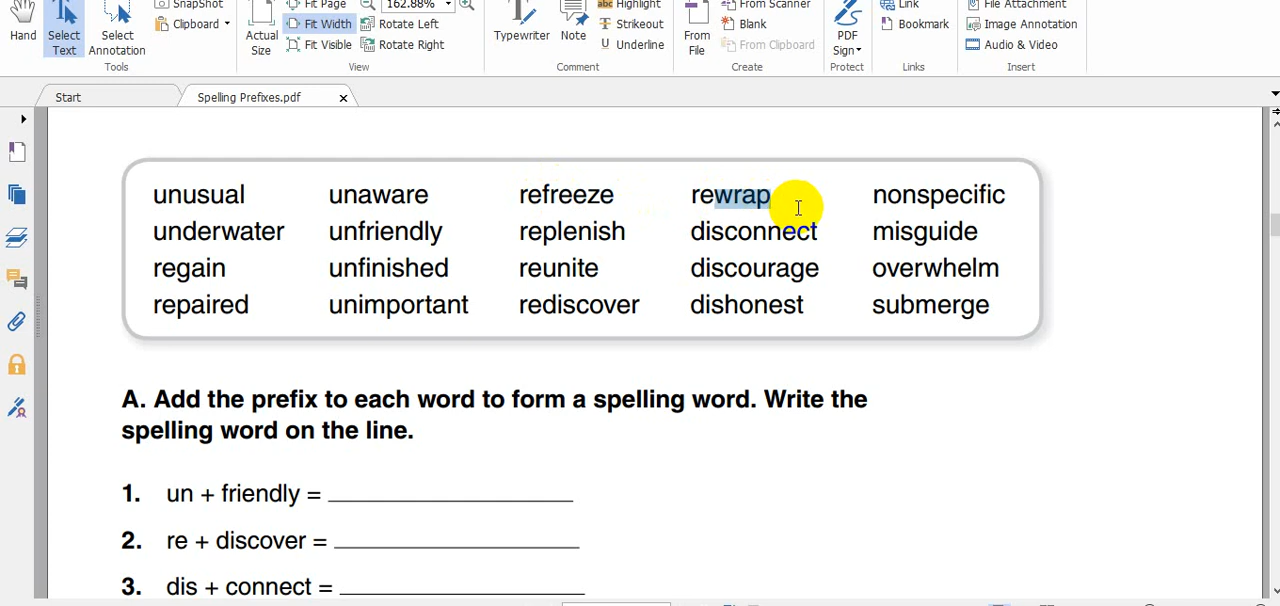 SnapShot Fit Page 162.88% Highlight From Scanner Link File Attachment
Hand Select Text Select Annotation Clipboard Actual Size Fit Width Rotate Left Typewriter Note Strikeout From File Blank PDF Sign Bookmark Image Annotation
Fit Visible Rotate Right Underline From Clipboard Audio & Video
Tools View Comment Create Protect Links Insert
Start Spelling Prefixes.pdf
unusual unaware refreeze rewrap nonspecific
underwater unfriendly replenish disconnect misguide
regain unfinished reunite discourage overwhelm
repaired unimportant rediscover dishonest submerge
A. Add the prefix to each word to form a spelling word. Write the
spelling word on the line.
1. un + friendly =
2. re + discover =
3. dis + connect =